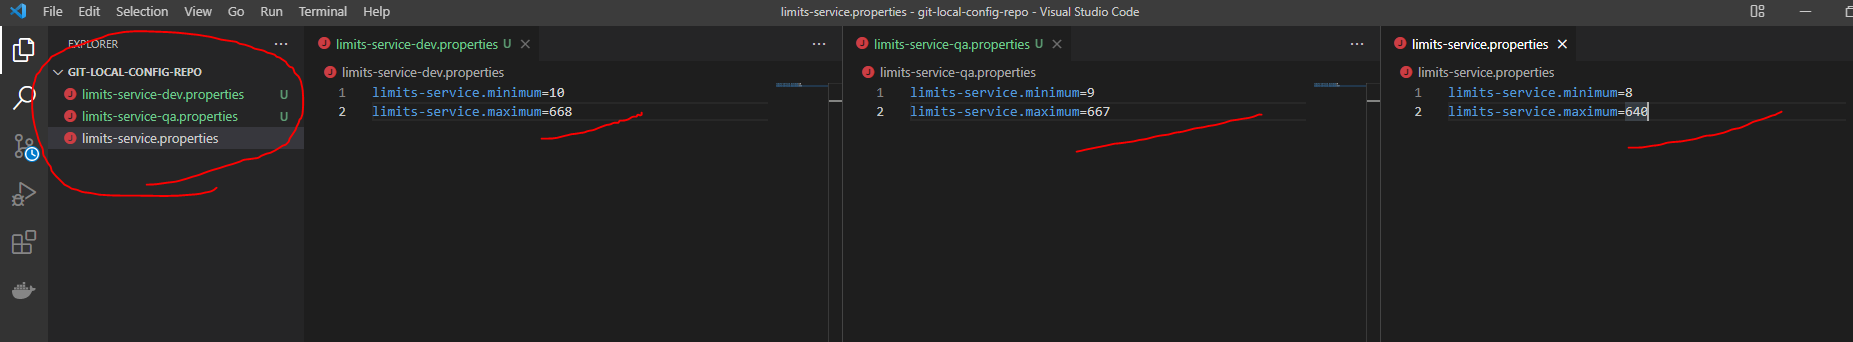 File Edit Selection View Go Run Terminal Help
limits-service.properties - git-local-config-repo - Visual Studio Code
EXPLORER
GIT-LOCAL-CONFIG-REPO
limits-service-dev.properties U
limits-service-qa.properties U
limits-service.properties
limits-service-dev.properties U
limits-service-dev.properties
1 limits-service.minimum=10
2 limits-service.maximum=668
limits-service-qa.properties U
limits-service-qa.properties
1 limits-service.minimum=9
2 limits-service.maximum=667
limits-service.properties
limits-service.properties
1 limits-service.minimum=8
2 limits-service.maximum=640